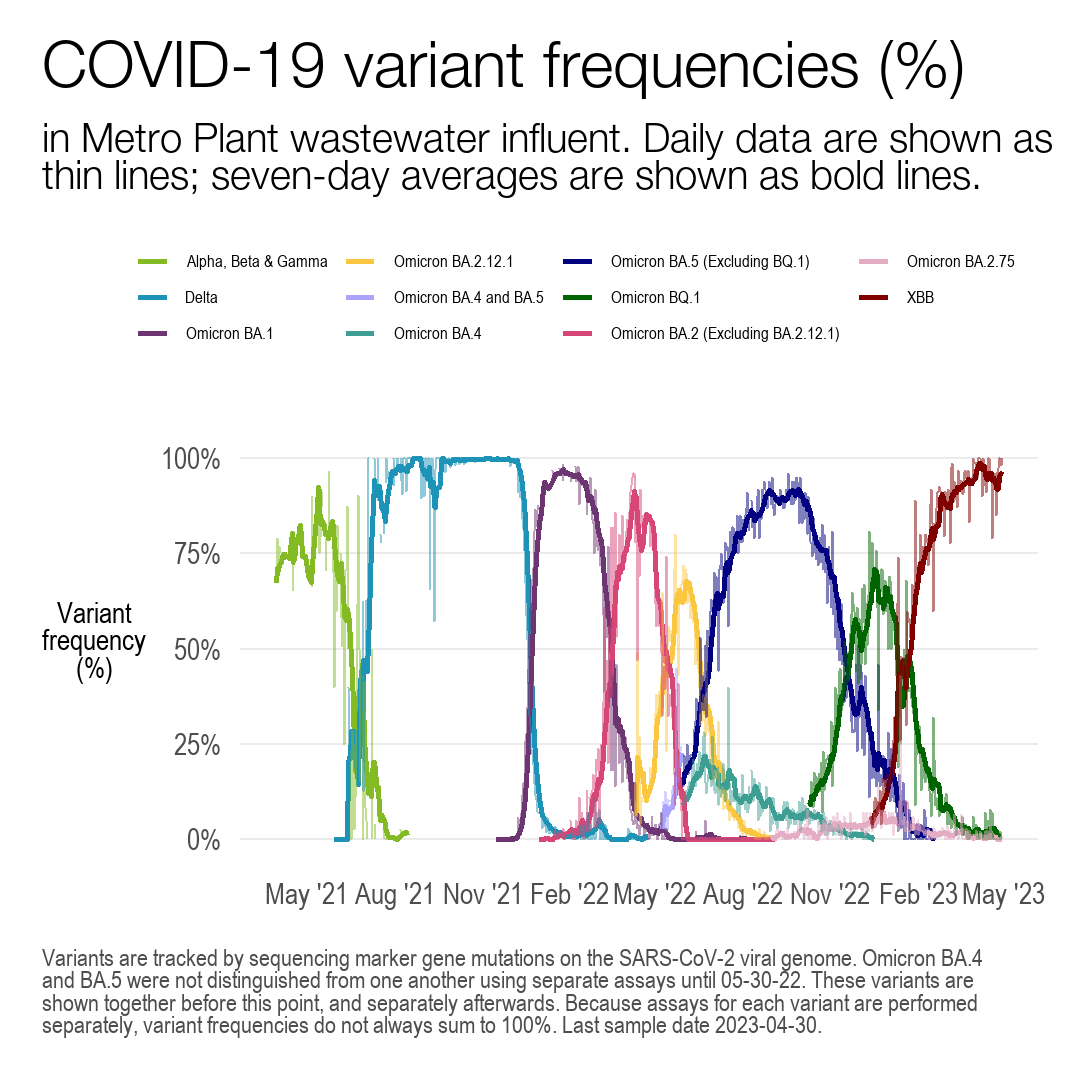 COVID-19 variant frequencies (%)
in Metro Plant wastewater influent. Daily data are shown as
thin lines; seven-day averages are shown as bold lines.
Alpha, Beta & Gamma
Omicron BA.2.12.1
Omicron BA.5 (Excluding BQ.1)
Omicron BA.2.75
Delta
Omicron BA.4 and BA.5
Omicron BQ.1
XBB
Omicron BA.1
Omicron BA.4
Omicron BA.2 (Excluding BA.2.12.1)
100%
75%
50%
25%
0%
Variant
frequency
(%)
May '21 Aug '21 Nov '21 Feb '22 May '22 Aug '22 Nov '22 Feb '23 May '23
Variants are tracked by sequencing marker gene mutations on the SARS-CoV-2 viral genome. Omicron BA.4
and BA.5 were not distinguished from one another using separate assays until 05-30-22. These variants are
shown together before this point, and separately afterwards. Because assays for each variant are performed
separately, variant frequencies do not always sum to 100%. Last sample date 2023-04-30.